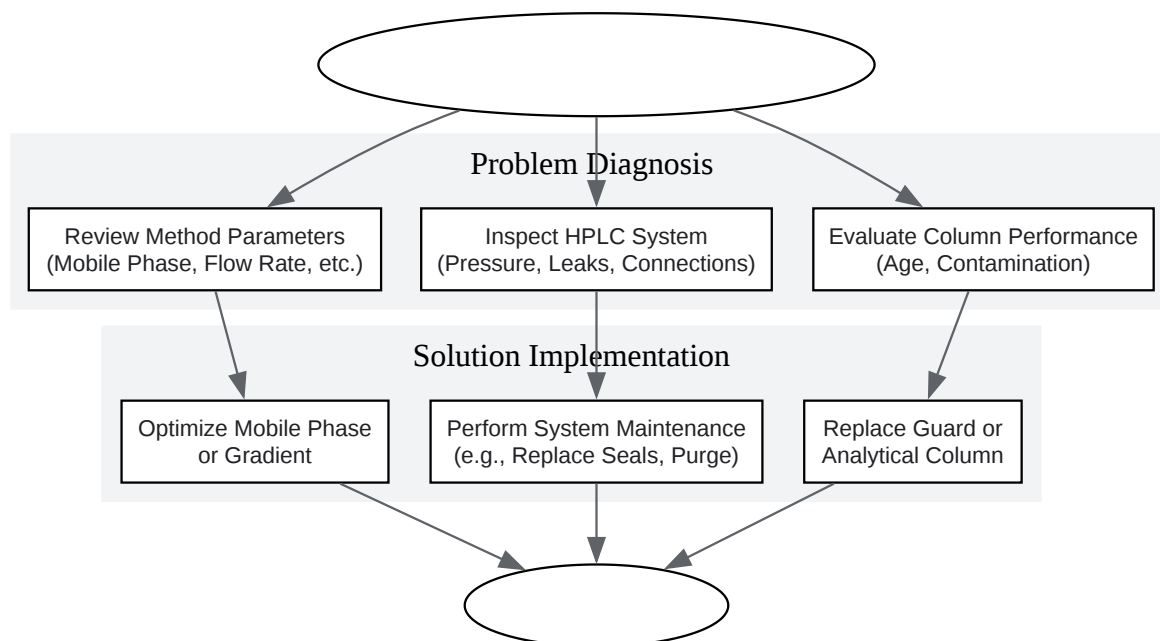 Problem Diagnosis
Review Method Parameters
(Mobile Phase, Flow Rate, etc.)
Inspect HPLC System
(Pressure, Leaks, Connections)
Evaluate Column Performance
(Age, Contamination)
Solution Implementation
Optimize Mobile Phase
or Gradient
Perform System Maintenance
(e.g., Replace Seals, Purge)
Replace Guard or
Analytical Column